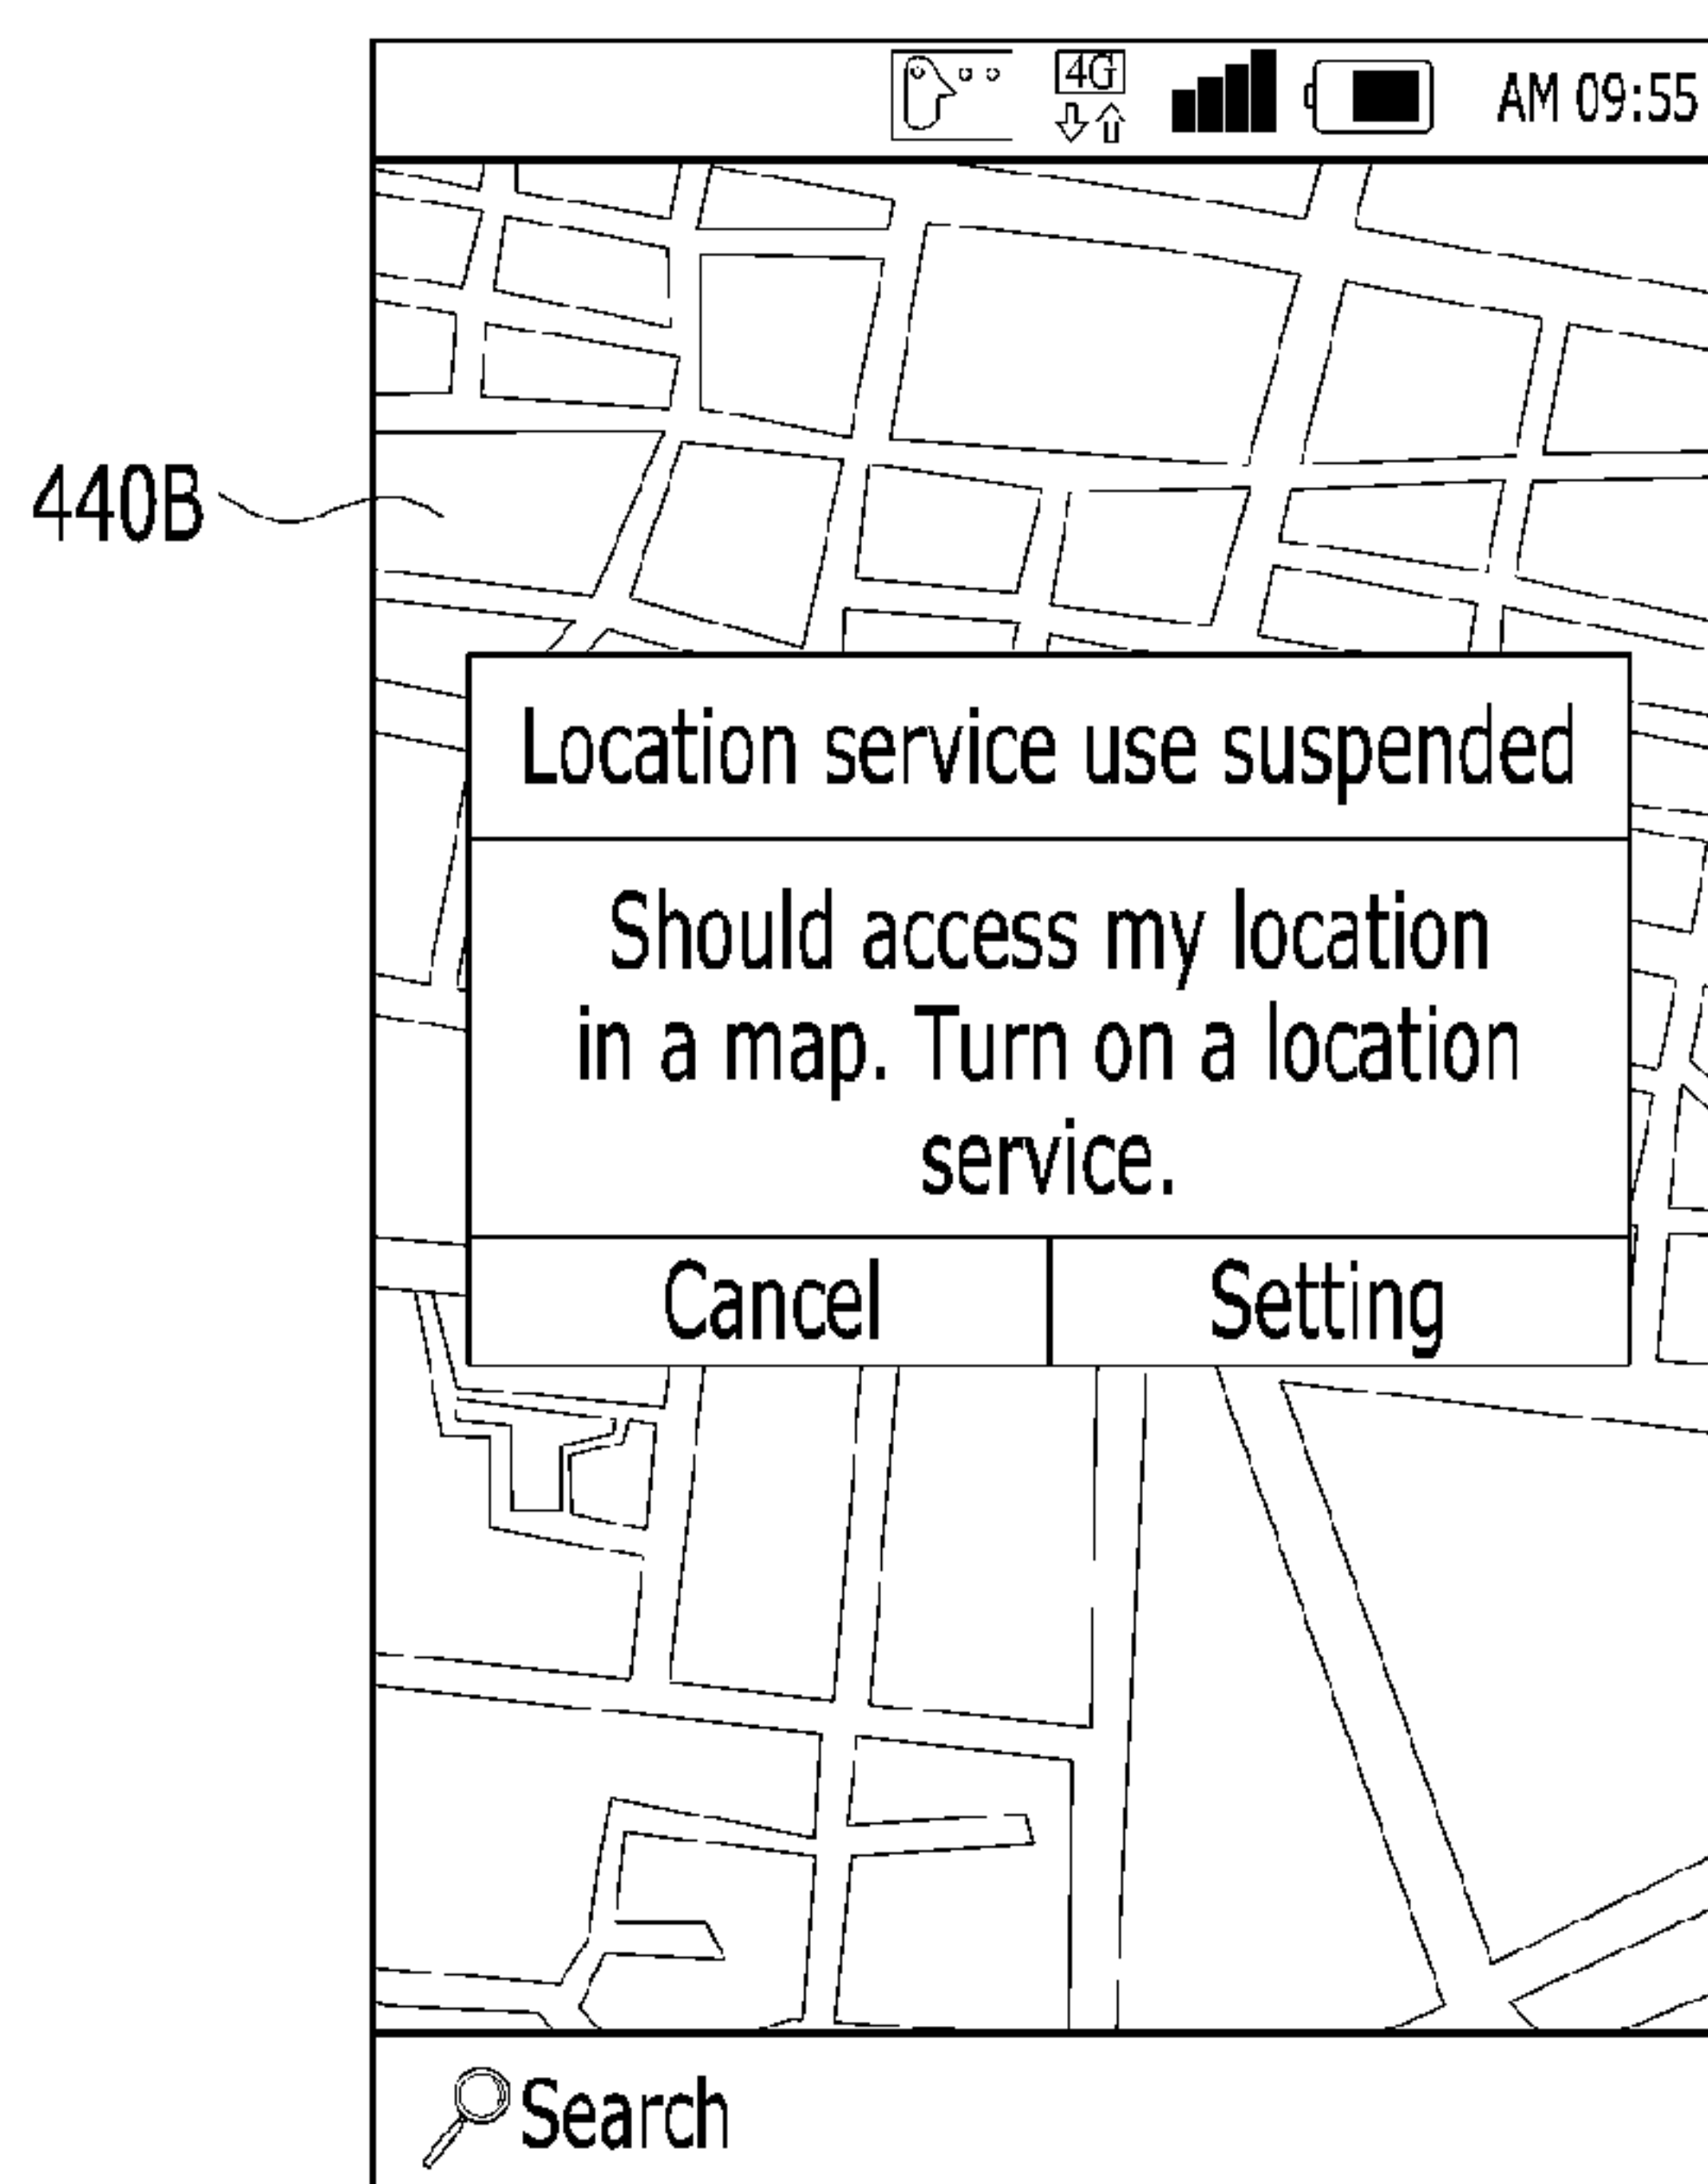 4G
AM 09:55
440B
Location service use suspended
Should access my location
in a map. Turn on a location
service.
Cancel Setting
Search